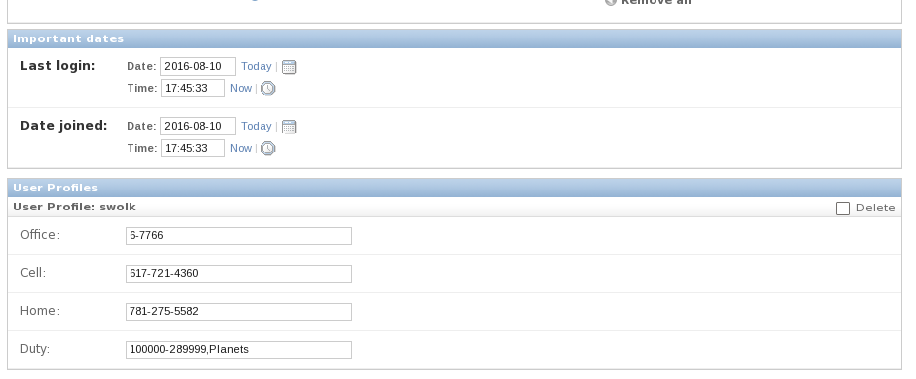 Remove all
Important dates
Last login:
Date: 2016-08-10 Today |
Time: 17:45:33 Now |
Date joined:
Date: 2016-08-10 Today |
Time: 17:45:33 Now |
User Profiles
User Profile: swolk
Delete
Office: 6-7766
Cell: 617-721-4360
Home: 781-275-5582
Duty: 100000-289999,Planets